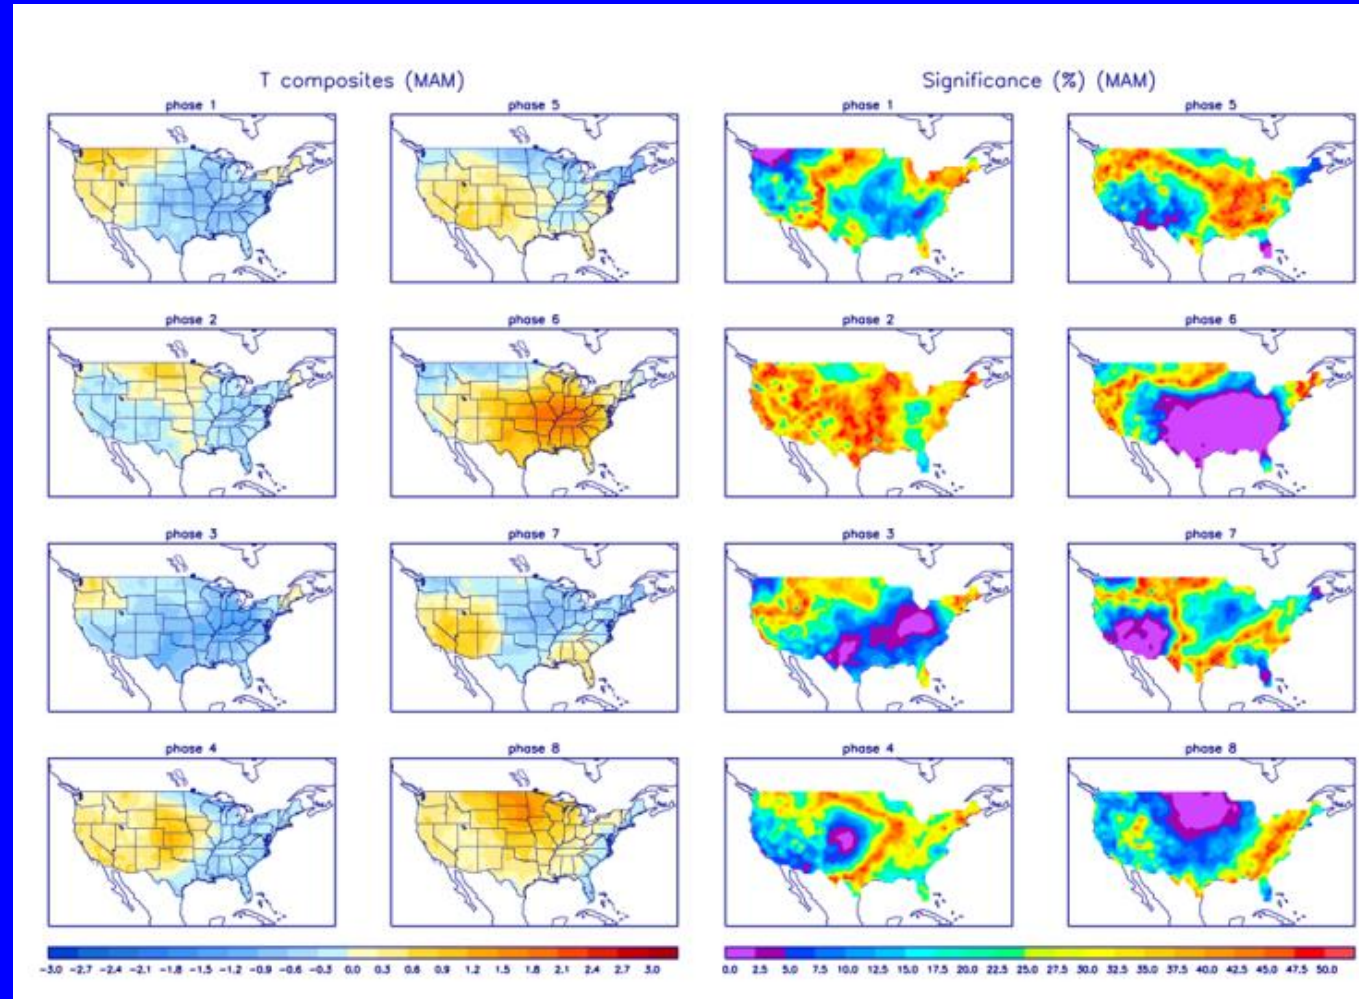 T composites (MAM)
Significance (%) (MAM)
phase 1
phase 5
phase 1
phase 5
phase 2
phase 6
phase 2
phase 6
phase 3
phase 7
phase 3
phase 7
phase 4
phase 8
phase 4
phase 8
-3.0 -2.7 -2.4 -2.1 -1.8 -1.5 -1.2 -0.9 -0.6 -0.3 0.0 0.3 0.6 0.9 1.2 1.5 1.8 2.1 2.4 2.7 3.0
0.0 2.5 5.0 7.5 10.0 12.5 15.0 17.5 20.0 22.5 25.0 27.5 30.0 32.5 35.0 37.5 40.0 42.5 45.0 47.5 50.0